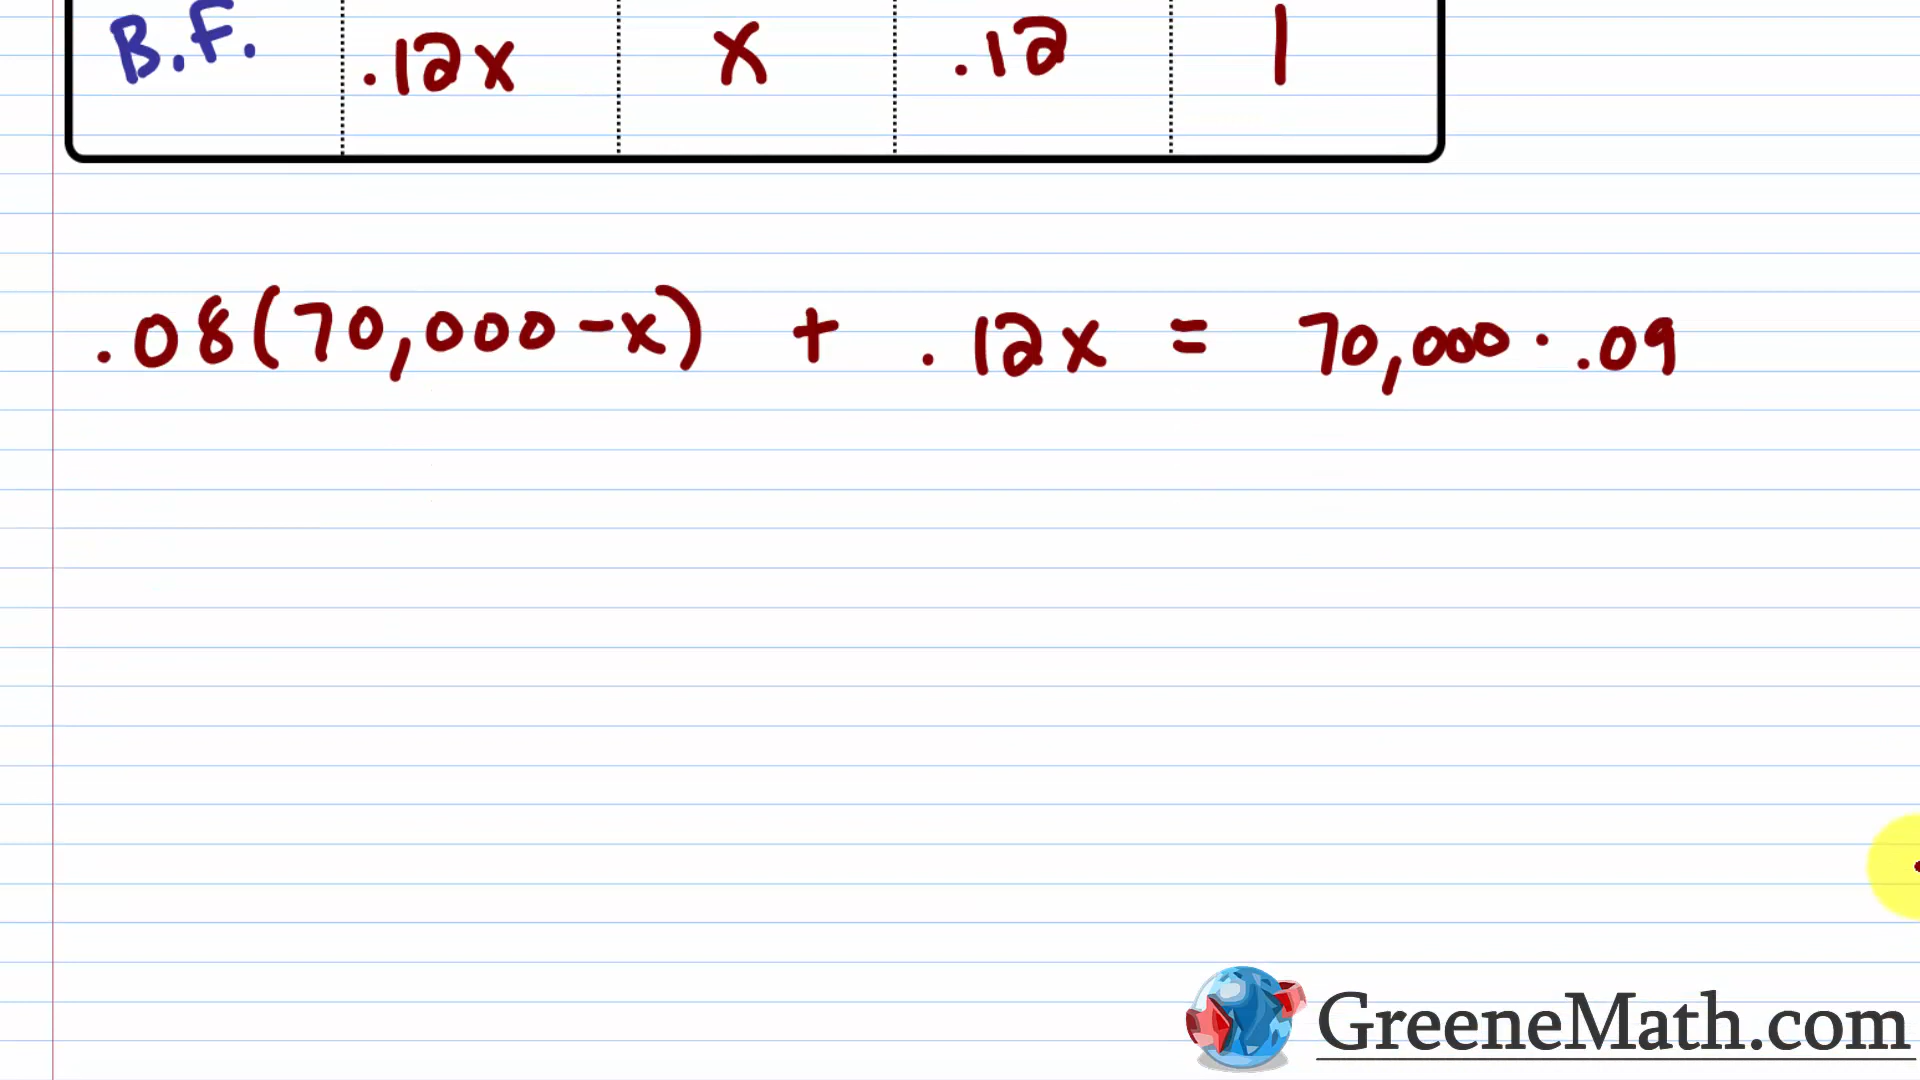 B.F. .12x x .12 1
.08(70,000-x) + .12x = 70,000 · .09
GreeneMath.com